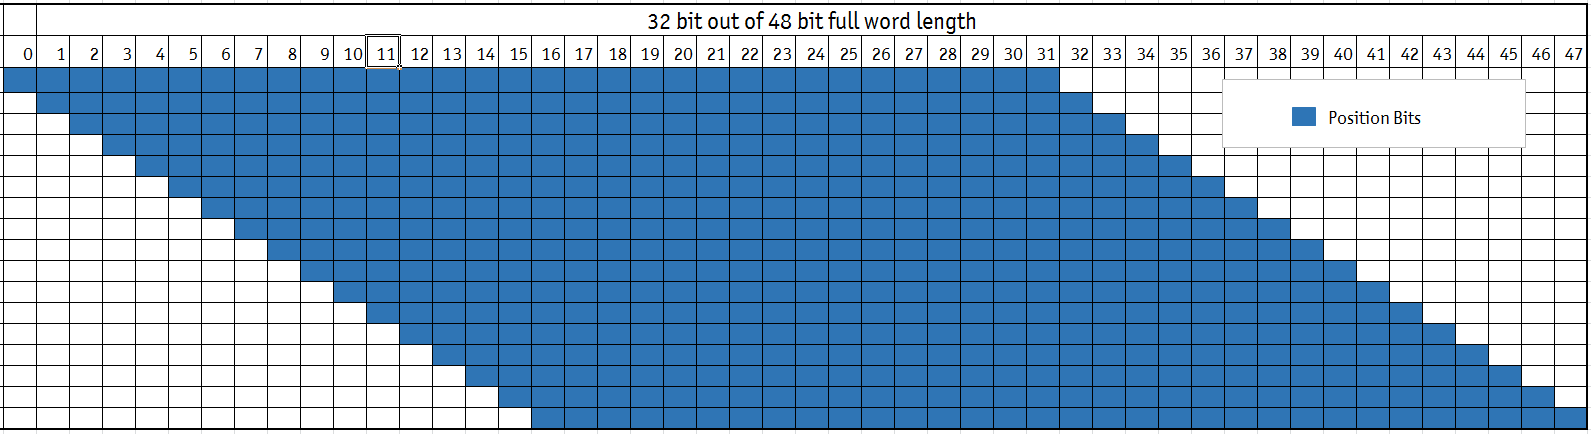 32 bit out of 48 bit full word length
0 1 2 3 4 5 6 7 8 9 10 11 12 13 14 15 16 17 18 19 20 21 22 23 24 25 26 27 28 29 30 31 32 33 34 35 36 37 38 39 40 41 42 43 44 45 46 47
Position Bits